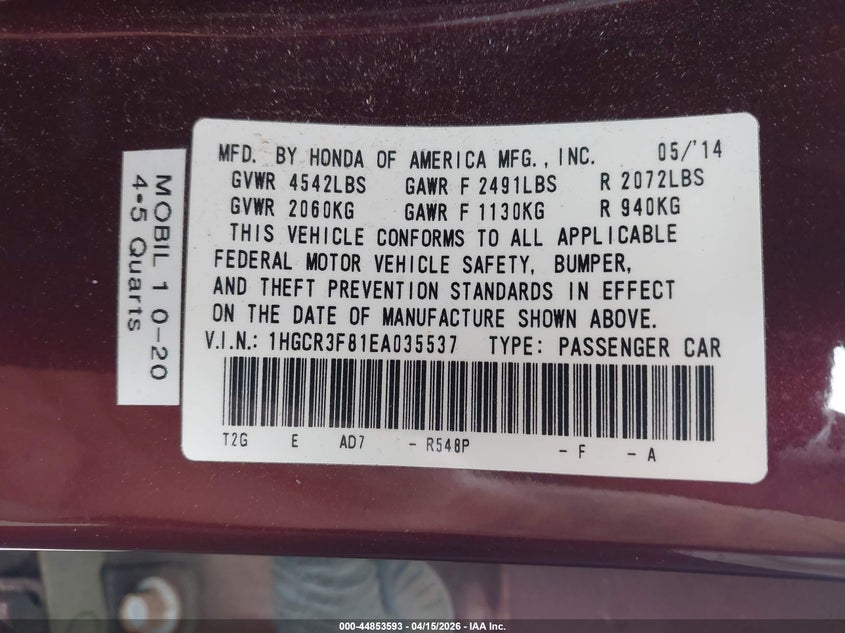 MFD. BY HONDA OF AMERICA MFG., INC. 05/'14
GVWR 4542LBS GAWR F 2491LBS R 2072LBS
GVWR 2060KG GAWR F 1130KG R 940KG
THIS VEHICLE CONFORMS TO ALL APPLICABLE
FEDERAL MOTOR VEHICLE SAFETY, BUMPER,
AND THEFT PREVENTION STANDARDS IN EFFECT
ON THE DATE OF MANUFACTURE SHOWN ABOVE.
V.I.N.: 1HGCR3F81EA035537 TYPE: PASSENGER CAR
T2G E AD7 - R548P - F - A
MOBIL 1 0-20
4-5 Quarts
000-44853593 - 04/15/2026 - IAA Inc.